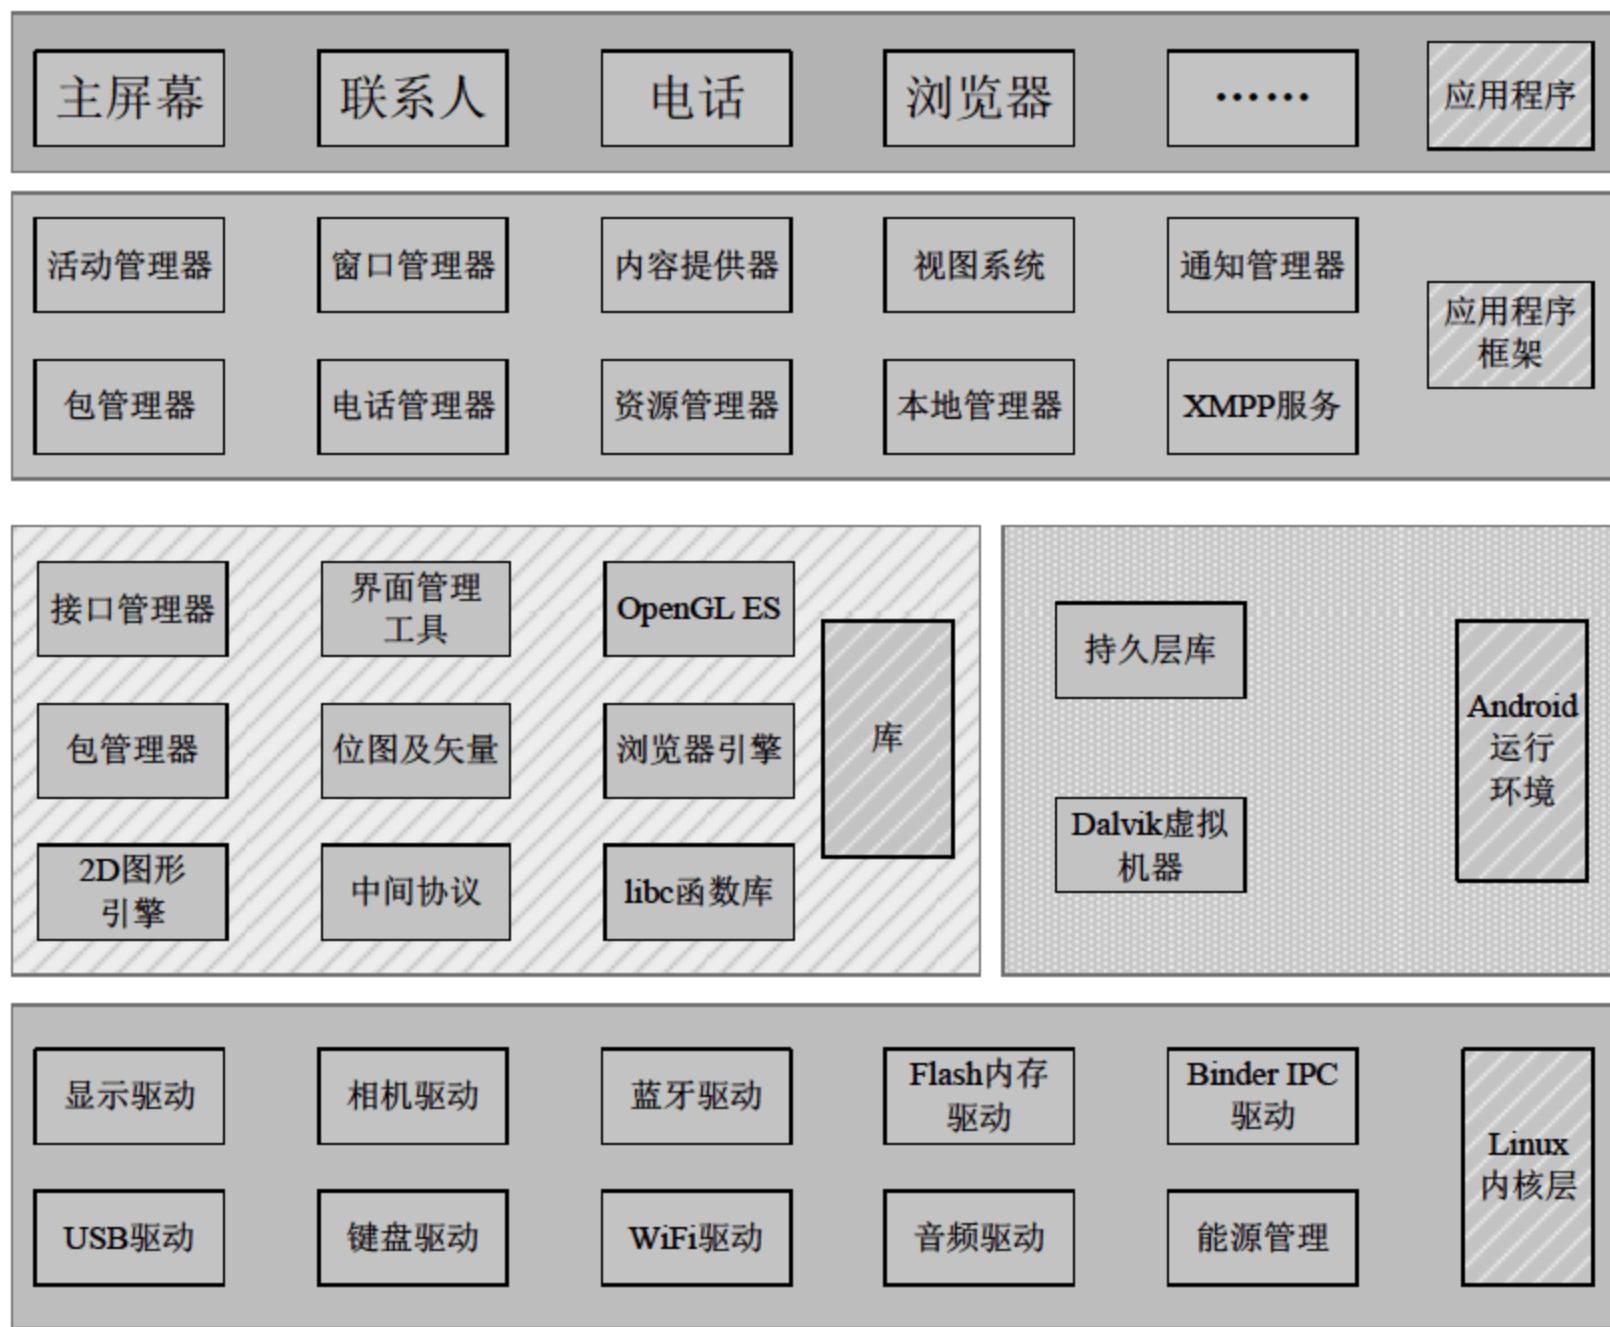 主屏幕
联系人
电话
浏览器
……
应用程序
活动管理器
窗口管理器
内容提供器
视图系统
通知管理器
包管理器
电话管理器
资源管理器
本地管理器
XMPP服务
应用程序
框架
接口管理器
界面管理
工具
OpenGL ES
包管理器
位图及矢量
浏览器引擎
2D图形
引擎
中间协议
libc函数库
库
持久层库
Dalvik虚拟
机器
Android
运行
环境
显示驱动
相机驱动
蓝牙驱动
Flash内存
驱动
Binder IPC
驱动
USB驱动
键盘驱动
WiFi驱动
音频驱动
能源管理
Linux
内核层